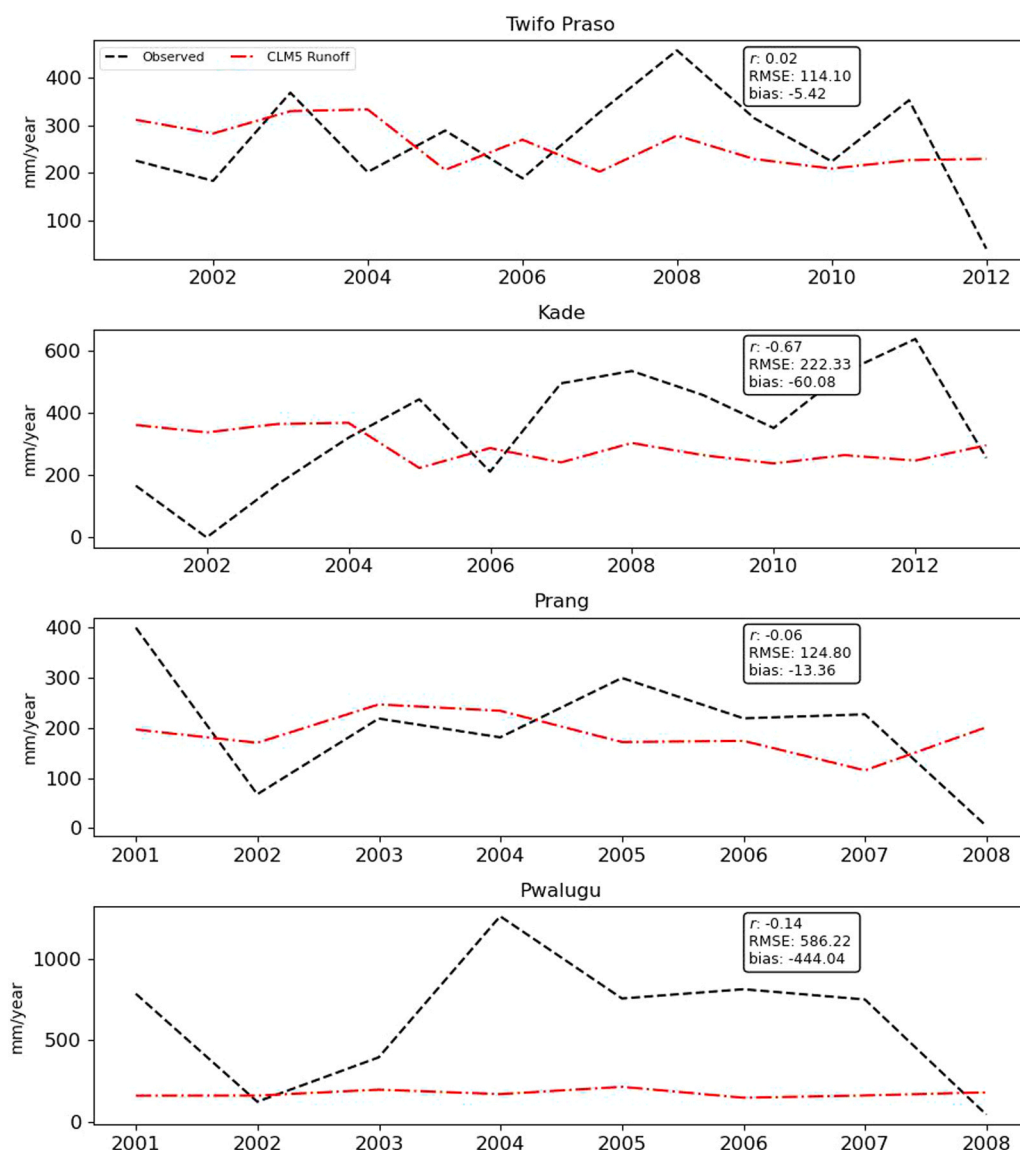 Twifo Praso
Observed
CLM5 Runoff
r: 0.02
RMSE: 114.10
bias: -5.42
400
300
200
100
mm/year
2002 2004 2006 2008 2010 2012
Kade
r: -0.67
RMSE: 222.33
bias: -60.08
600
400
200
0
mm/year
2002 2004 2006 2008 2010 2012
Prang
r: -0.06
RMSE: 124.80
bias: -13.36
400
300
200
100
0
mm/year
2001 2002 2003 2004 2005 2006 2007 2008
Pwalugu
r: -0.14
RMSE: 586.22
bias: -444.04
1000
500
0
mm/year
2001 2002 2003 2004 2005 2006 2007 2008